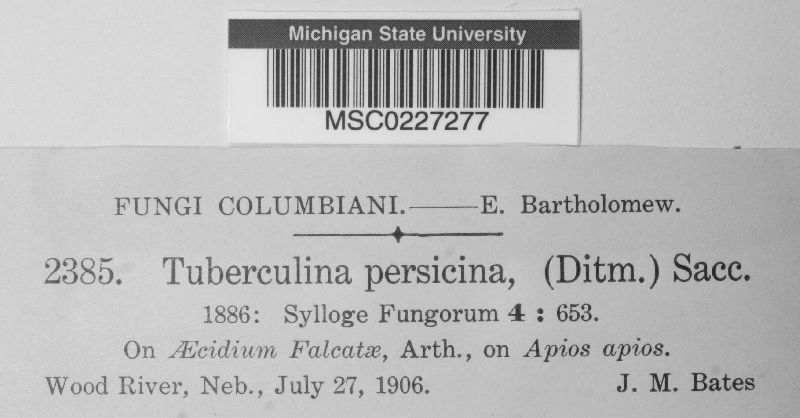 Michigan State University
MSC0227277
FUNGI COLUMBIANI.——E. Bartholomew.
2385. Tuberculina persicina, (Ditm.) Sacc.
1886: Sylloge Fungorum 4 : 653.
On Æcidium Falcatæ, Arth., on Apios apios.
Wood River, Neb., July 27, 1906. J. M. Bates